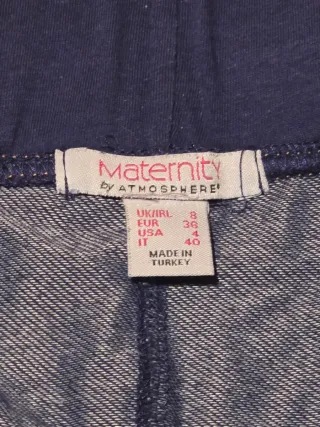 Maternity
by ATMOSPHERE
UK/IRL 8
EUR 36
USA 4
IT 40
MADE IN
TURKEY